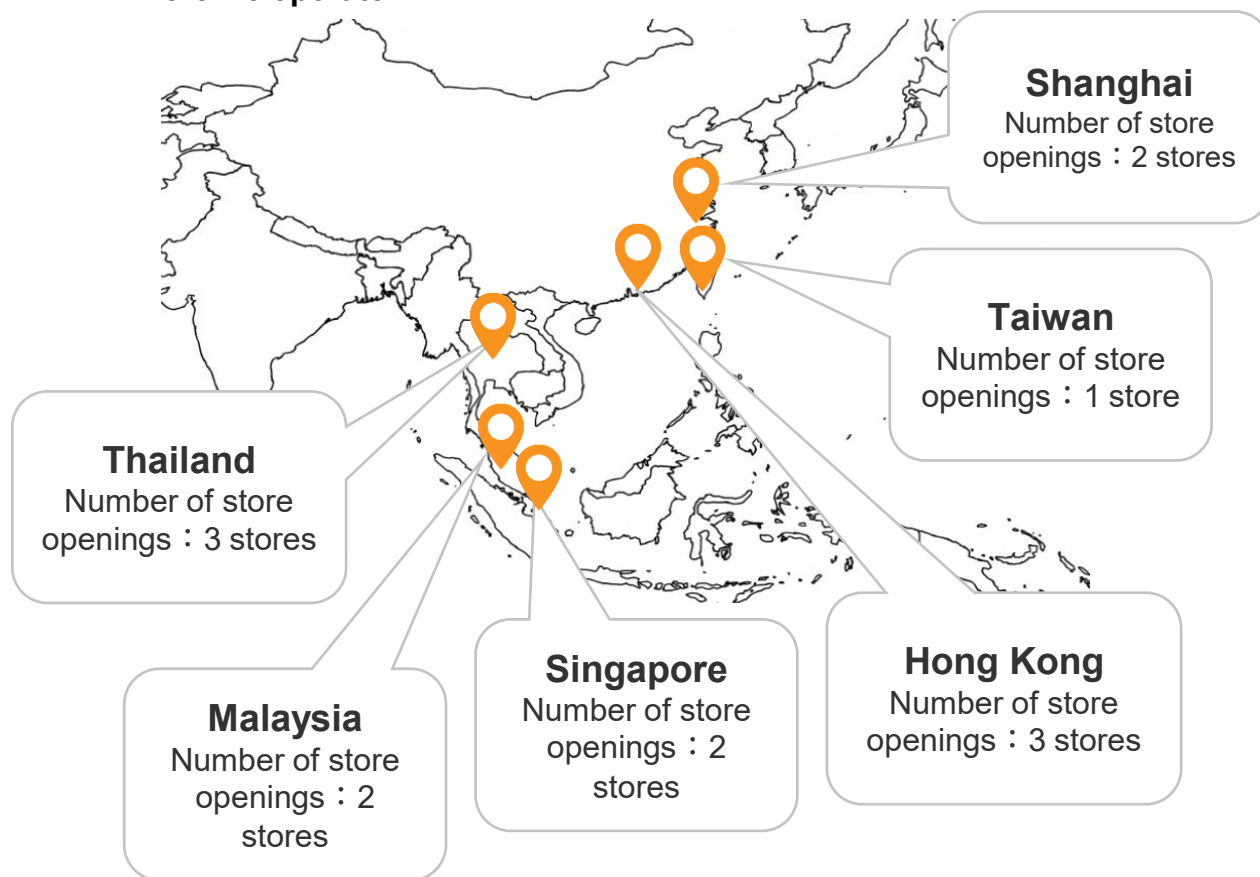 Shanghai
Number of store
openings：2 stores
Taiwan
Number of store
openings：1 store
Thailand
Number of store
openings：3 stores
Malaysia
Number of store
openings：2
stores
Singapore
Number of store
openings：2
stores
Hong Kong
Number of store
openings：3 stores